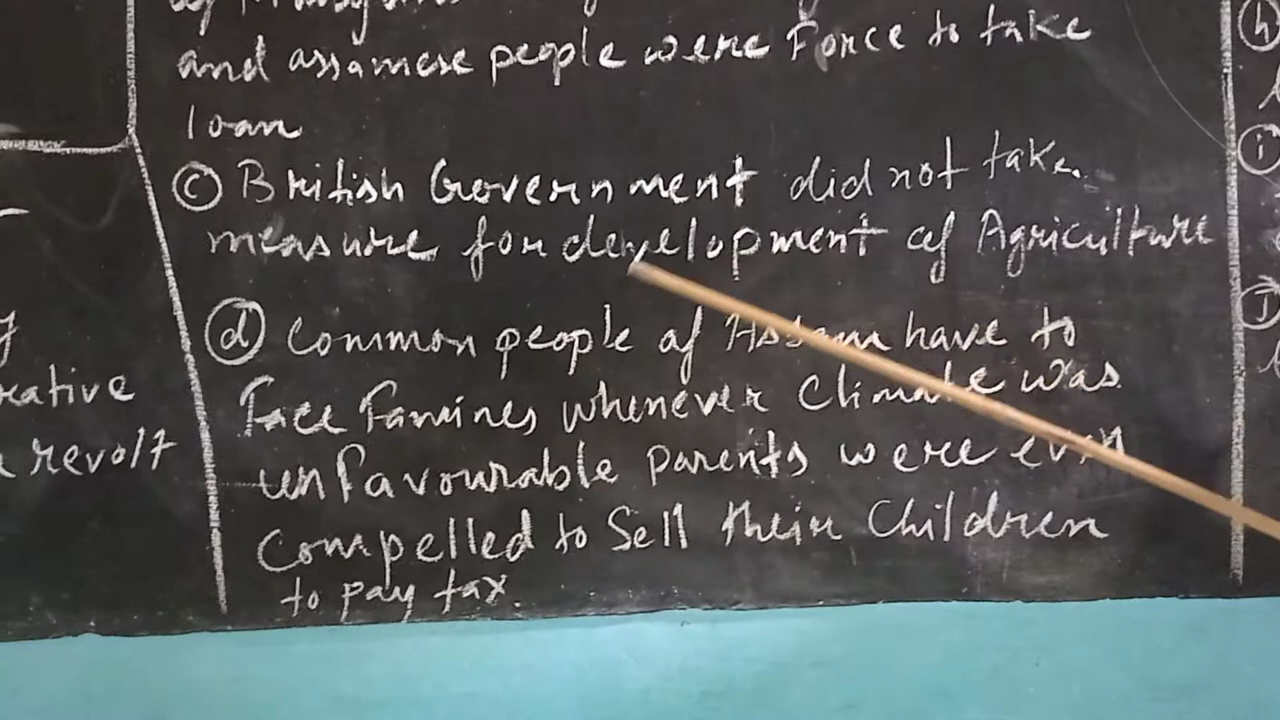 and assamese people were Force to take
loan
(c) British Government did not take
measure for development of Agriculture
(d) Common people of Assam have to
Face Famines whenever Climate was
unfavourable parents were even
Compelled to Sell their Children
to pay tax.
revolt